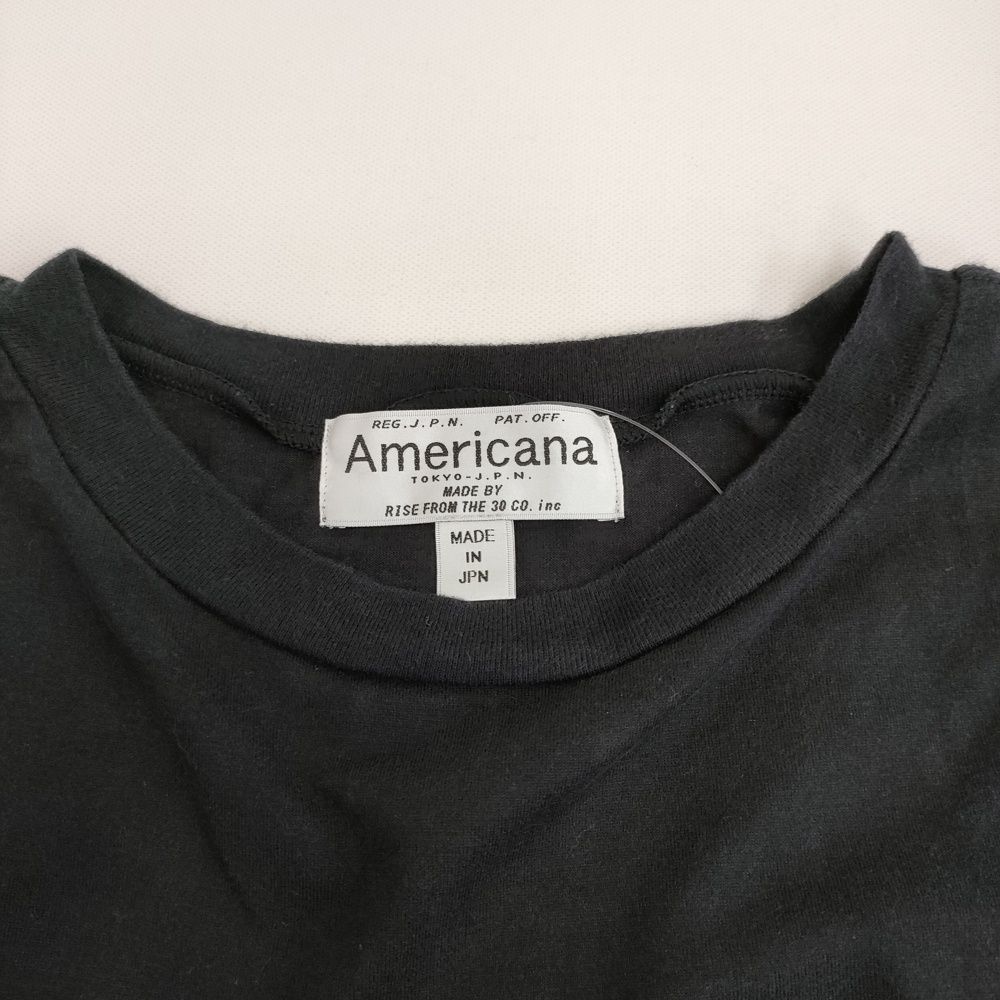 REG.J.P.N. PAT.OFF.
Americana
TOKYO-J.P.N.
MADE BY
RISE FROM THE 30 CO. inc
MADE
IN
JPN